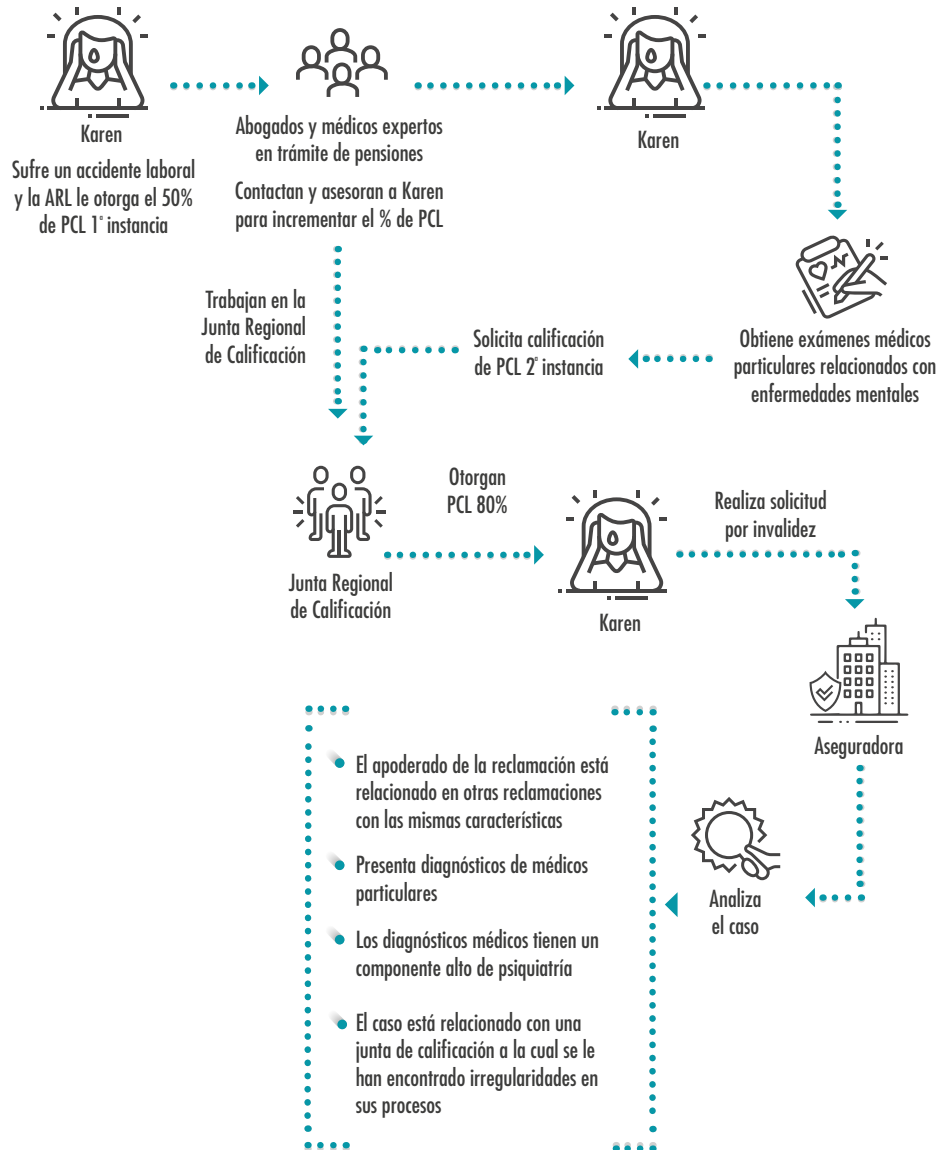 Karen
Sufre un accidente laboral
y la ARL le otorga el 50%
de PCL 1ª instancia
Abogados y médicos expertos
en trámite de pensiones
Contactan y asesoran a Karen
para incrementar el % de PCL
Karen
Obtiene exámenes médicos
particulares relacionados con
enfermedades mentales
Solicita calificación
de PCL 2ª instancia
Trabajan en la
Junta Regional
de Calificación
Junta Regional
de Calificación
Otorgan
PCL 80%
Karen
Realiza solicitud
por invalidez
Aseguradora
Analiza
el caso
El apoderado de la reclamación está
relacionado en otras reclamaciones
con las mismas características
Presenta diagnósticos de médicos
particulares
Los diagnósticos médicos tienen un
componente alto de psiquiatría
El caso está relacionado con una
junta de calificación a la cual se le
han encontrado irregularidades en
sus procesos